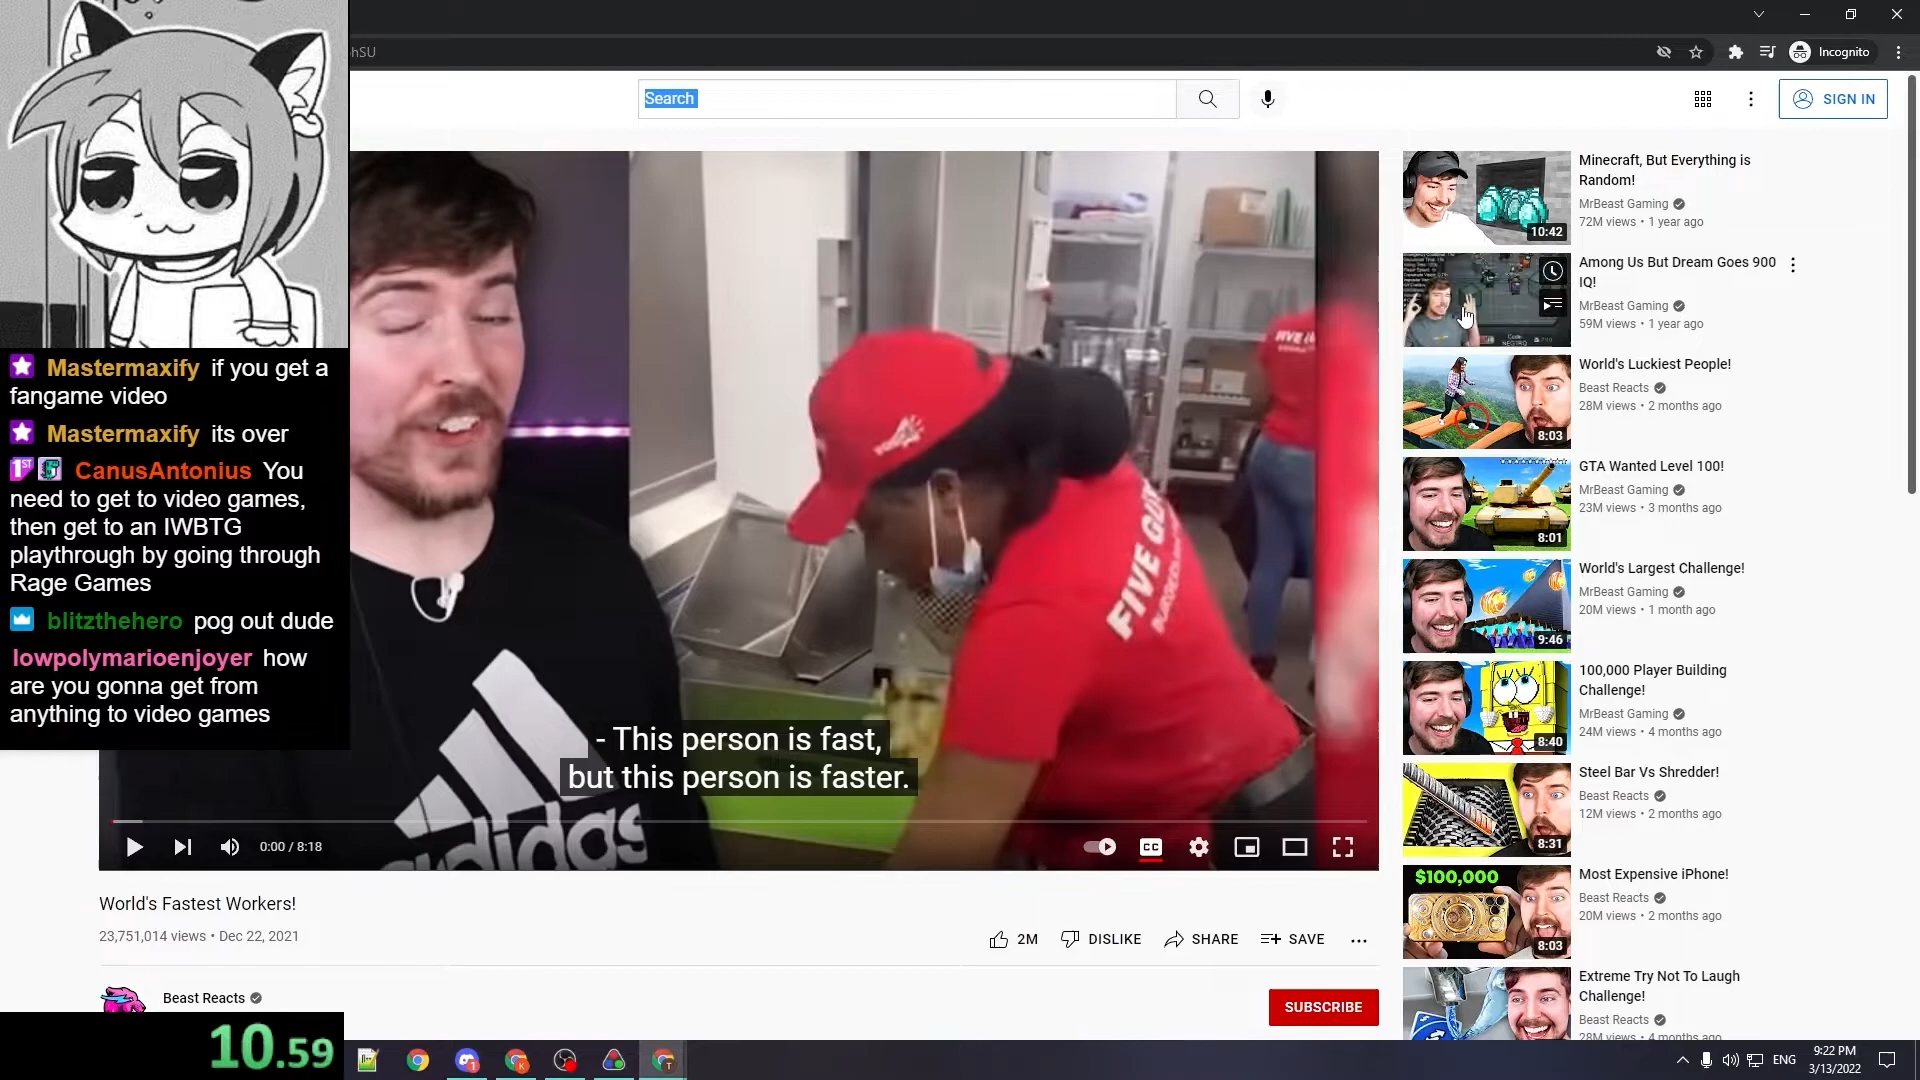 hSU
Incognito
Search
SIGN IN
Mastermaxify if you get a
fangame video
Mastermaxify its over
1ST CanusAntonius You
need to get to video games,
then get to an IWBTG
playthrough by going through
Rage Games
blitzthehero pog out dude
lowpolymarioenjoyer how
are you gonna get from
anything to video games
FIVE GUY
- This person is fast,
but this person is faster.
adidas
0:00 / 8:18
CC
World's Fastest Workers!
23,751,014 views • Dec 22, 2021
2M
DISLIKE
SHARE
SAVE
Beast Reacts
SUBSCRIBE
10.59
Minecraft, But Everything is
Random!
MrBeast Gaming
72M views • 1 year ago
10:42
Among Us But Dream Goes 900
IQ!
MrBeast Gaming
59M views • 1 year ago
World's Luckiest People!
Beast Reacts
28M views • 2 months ago
8:03
GTA Wanted Level 100!
MrBeast Gaming
23M views • 3 months ago
8:01
World's Largest Challenge!
MrBeast Gaming
20M views • 1 month ago
9:46
100,000 Player Building
Challenge!
MrBeast Gaming
24M views • 4 months ago
8:40
Steel Bar Vs Shredder!
Beast Reacts
12M views • 2 months ago
8:31
$100,000
Most Expensive iPhone!
Beast Reacts
20M views • 2 months ago
8:03
Extreme Try Not To Laugh
Challenge!
Beast Reacts
28M views • 4 months ago
ENG
9:22 PM
3/13/2022